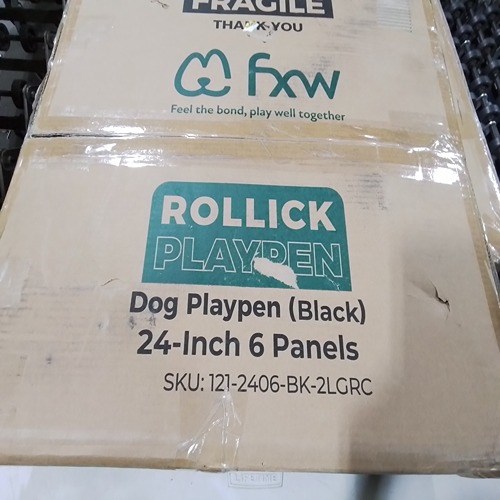 FRAGILE
THANK YOU
fxw
Feel the bond, play well together
ROLLICK
PLAYPEN
Dog Playpen (Black)
24-Inch 6 Panels
SKU: 121-2406-BK-2LGRC